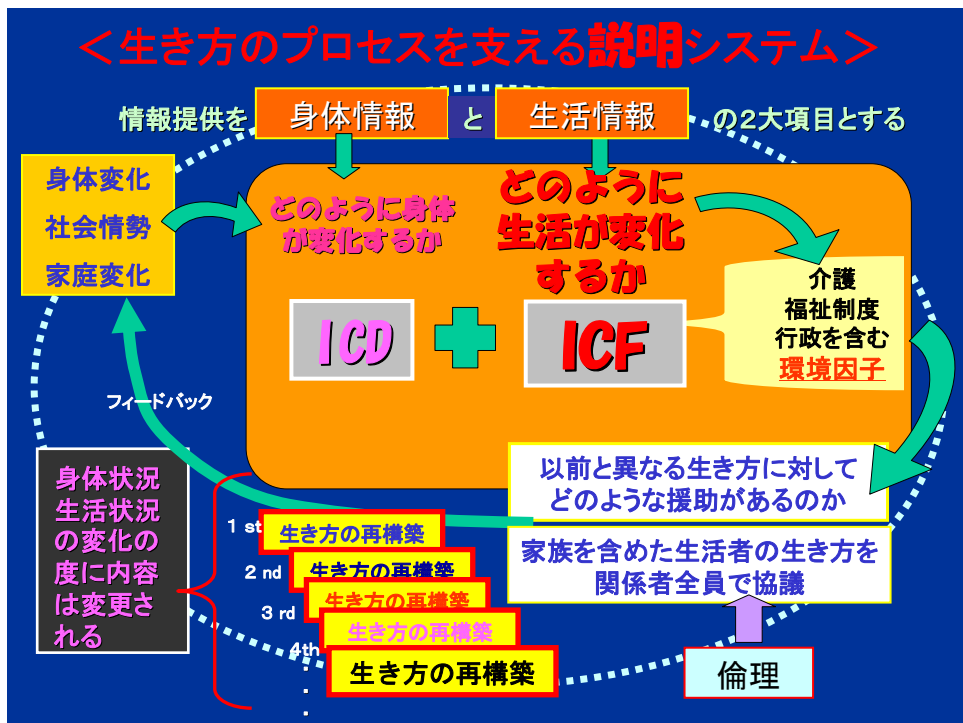 ＜生き方のプロセスを支える説明システム＞
情報提供を 身体情報 と 生活情報 の２大項目とする
身体変化
社会情勢
家庭変化
どのように身体
が変化するか
どのように
生活が変化
するか
ICD
ICF
介護
福祉制度
行政を含む
環境因子
フィードバック
以前と異なる生き方に対して
どのような援助があるのか
家族を含めた生活者の生き方を
関係者全員で協議
倫理
身体状況
生活状況
の変化の
度に内容
は変更さ
れる
１st 生き方の再構築
２nd 生き方の再構築
３rd 生き方の再構築
４th 生き方の再構築
生き方の再構築